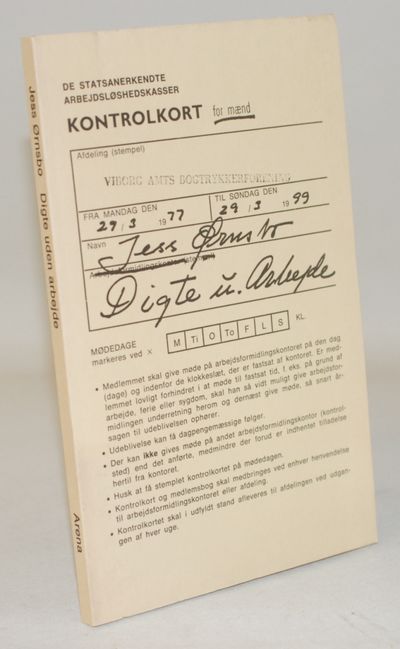 Jess Ørnsbo Digte uden arbejde
Arena
DE STATSANERKENDTE
ARBEJDSLØSHEDSKASSER
KONTROLKORT for mænd
Afdeling (stempel)
VIBORG AMTS BOGTRYKKERFORENING
FRA MANDAG DEN
29/3 1977
TIL SØNDAG DEN
29/3 1999
Navn
Jess Ørnsbo
Arbejdsformidlingskontor (stempel)
Digte u. Arbejde
MØDEDAGE
markeres ved ×
M Ti O To F L S KL.
• Medlemmet skal give møde på arbejdsformidlingskontoret på den dag
(dage) og indenfor de klokkeslæt, der er fastsat af kontoret. Er med-
lemmet lovligt forhindret i at møde til fastsat tid, f. eks. på grund af
arbejde, ferie eller sygdom, skal han så vidt muligt give arbejdsfor-
midlingen underretning herom og dernæst give møde, så snart år-
sagen til udeblivelsen ophører.
• Udeblivelse kan få dagpengemæssige følger.
• Der kan ikke gives møde på andet arbejdsformidlingskontor (kontrol-
sted) end det anførte, medmindre der forud er indhentet tilladelse
hertil fra kontoret.
• Husk at få stemplet kontrolkortet på mødedagen.
• Kontrolkort og medlemsbog skal medbringes ved enhver henvendelse
til arbejdsformidlingskontoret eller afdeling.
• Kontrolkortet skal i udfyldt stand afleveres til afdelingen ved udgan-
gen af hver uge.